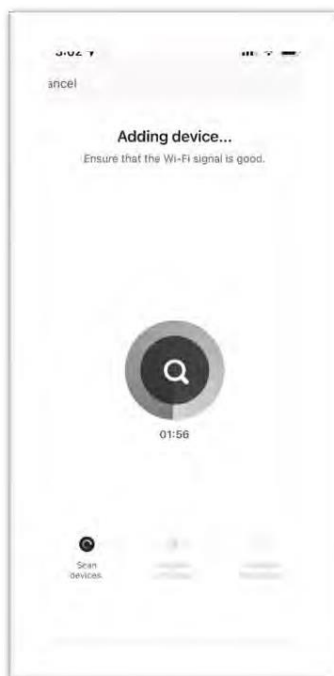 ancel
Adding device...
Ensure that the Wi-Fi signal is good.
01:56
Scan
devices